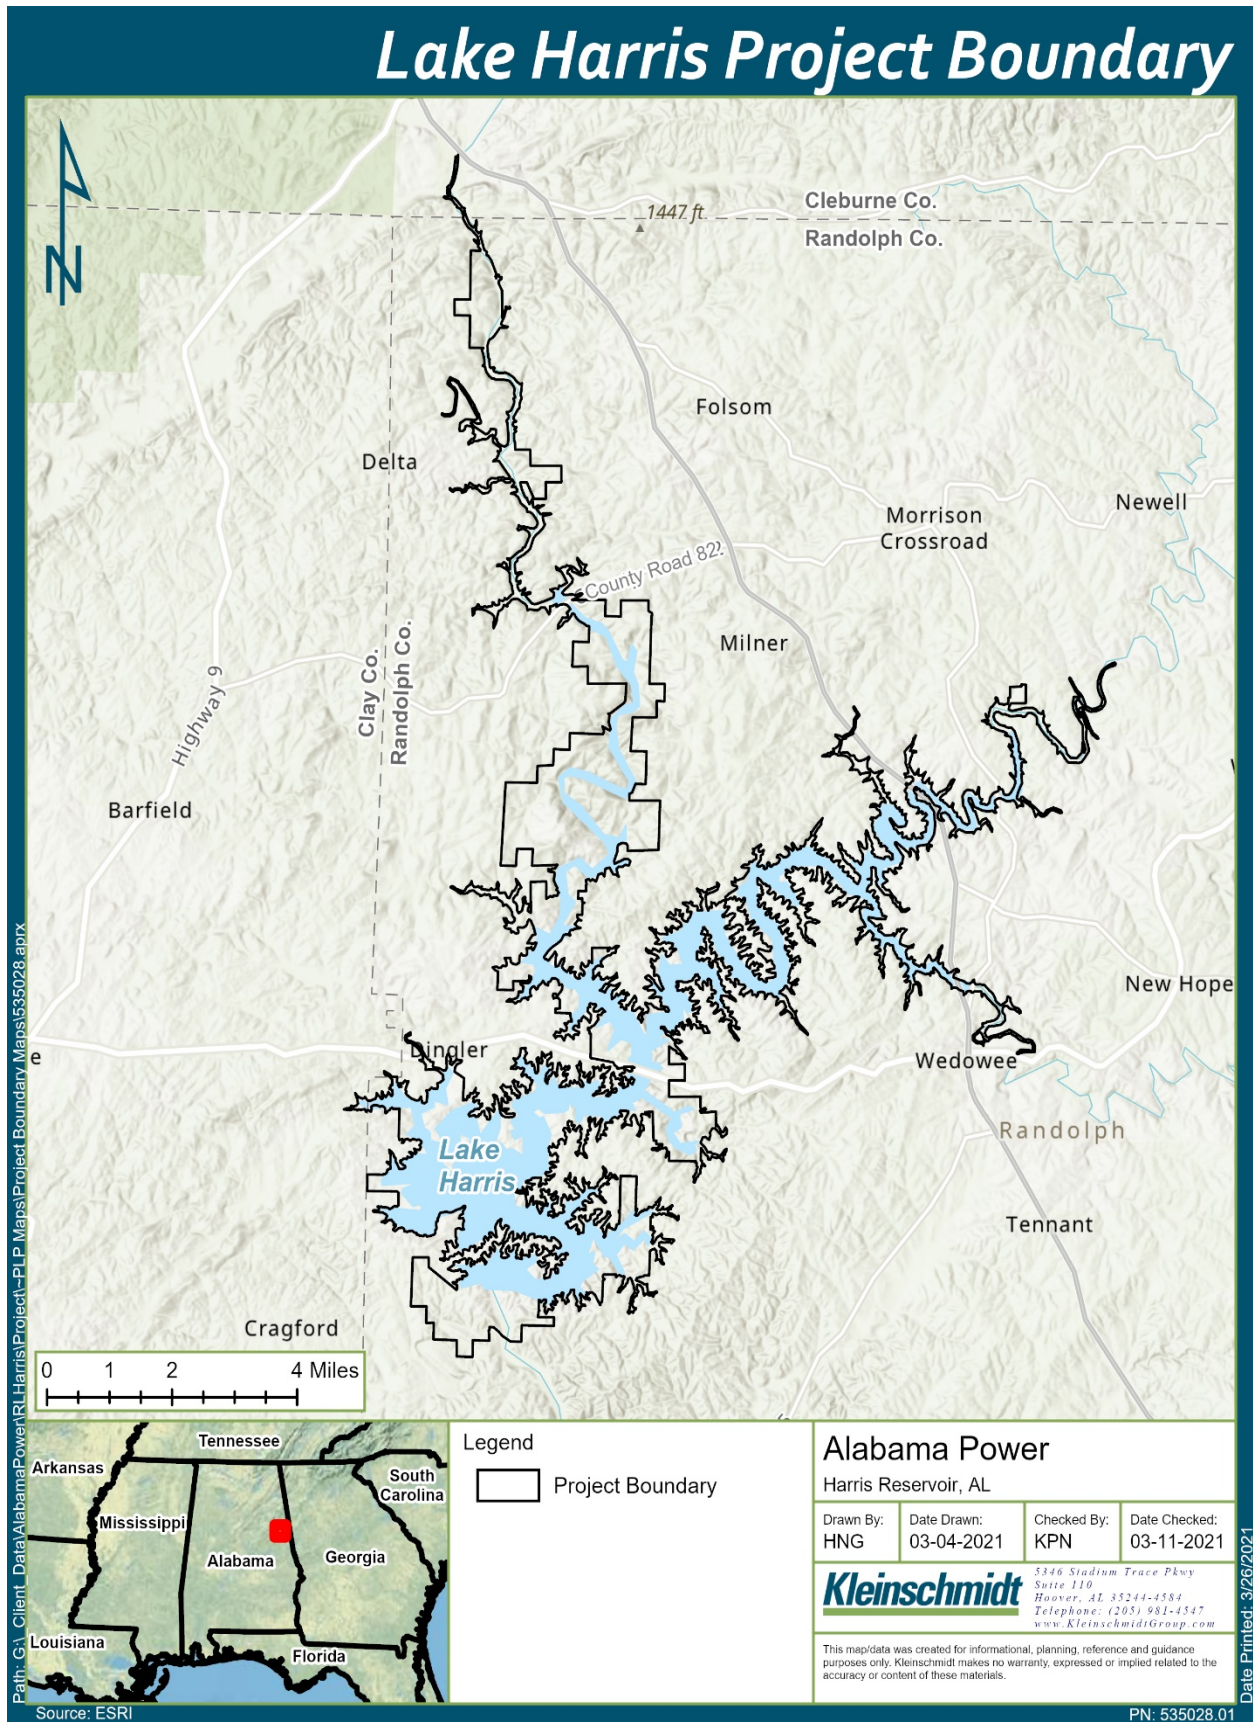 Lake Harris Project Boundary
N
1447 ft
Cleburne Co.
Randolph Co.
Folsom
Delta
Newell
Morrison
Crossroad
County Road 82
Milner
Clay Co.
Randolph Co.
Highway 9
Barfield
New Hope
e
Dingler
Wedowee
Randolph
Lake
Harris
Tennant
Cragford
0 1 2 4 Miles
Tennessee
Arkansas
South
Carolina
Mississippi
Alabama
Georgia
Louisiana
Florida
Legend
Project Boundary
Alabama Power
Harris Reservoir, AL
Drawn By:
HNG
Date Drawn:
03-04-2021
Checked By:
KPN
Date Checked:
03-11-2021
Kleinschmidt
5346 Stadium Trace Pkwy
Suite 110
Hoover, AL 35244-4584
Telephone: (205) 981-4547
www.KleinschmidtGroup.com
This map/data was created for informational, planning, reference and guidance
purposes only. Kleinschmidt makes no warranty, expressed or implied related to the
accuracy or content of these materials.
Path: G:\_Client_Data\AlabamaPower\RLHarris\Project\~PLP Maps\Project Boundary Maps\535028.aprx
Date Printed: 3/26/2021
Source: ESRI
PN: 535028.01